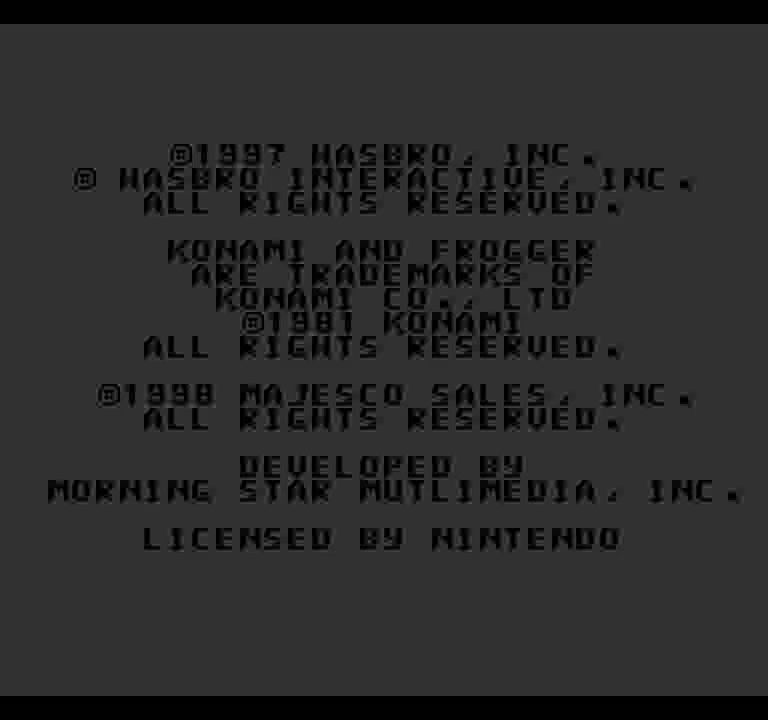 ©1997 HASBRO, INC.
© HASBRO INTERACTIVE, INC.
ALL RIGHTS RESERVED.
KONAMI AND FROGGER
ARE TRADEMARKS OF
KONAMI CO., LTD
©1981 KONAMI
ALL RIGHTS RESERVED.
©1998 MAJESCO SALES, INC.
ALL RIGHTS RESERVED.
DEVELOPED BY
MORNING STAR MUTLIMEDIA, INC.
LICENSED BY NINTENDO